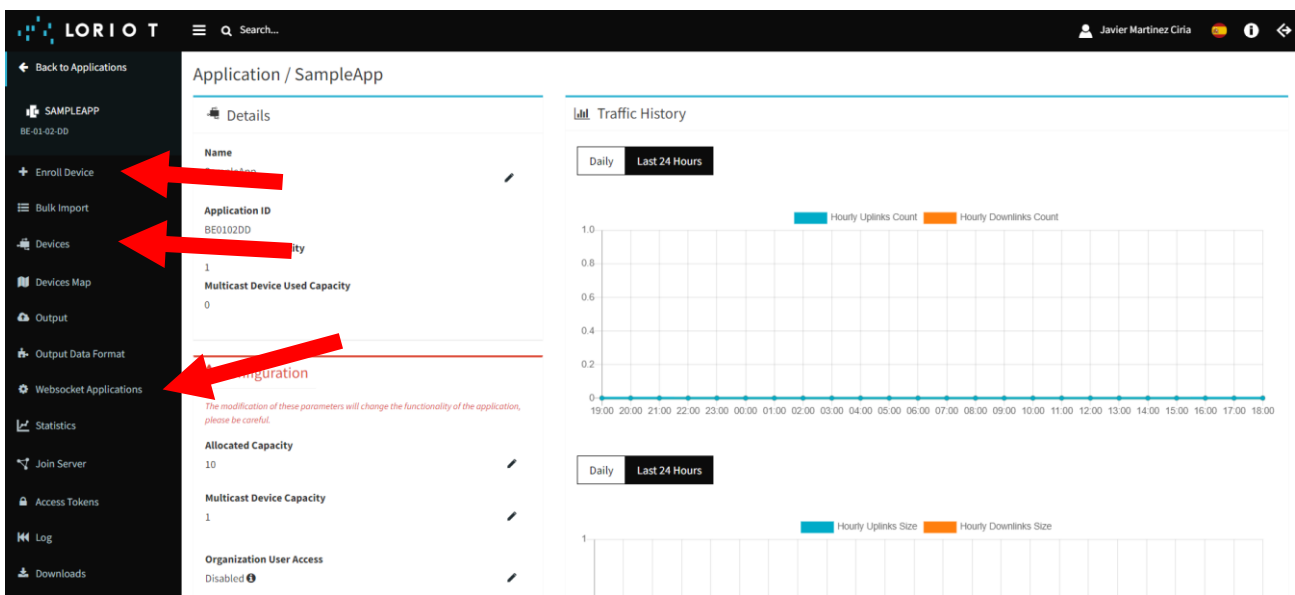 LORIOT
Search...
Javier Martinez Ciria
Back to Applications
SAMPLEAPP
BE-01-02-DD
Enroll Device
Bulk Import
Devices
Devices Map
Output
Output Data Format
Websocket Applications
Statistics
Join Server
Access Tokens
Log
Downloads
Application / SampleApp
Details
Name
Application ID
BE0102DD
1
Multicast Device Used Capacity
0
The modification of these parameters will change the functionality of the application,
please be careful.
Allocated Capacity
10
Multicast Device Capacity
1
Organization User Access
Disabled
Traffic History
Daily Last 24 Hours
Hourly Uplinks Count Hourly Downlinks Count
1.0
0.8
0.6
0.4
0.2
0
19:00 20:00 21:00 22:00 23:00 00:00 01:00 02:00 03:00 04:00 05:00 06:00 07:00 08:00 09:00 10:00 11:00 12:00 13:00 14:00 15:00 16:00 17:00 18:00
Daily Last 24 Hours
Hourly Uplinks Size Hourly Downlinks Size
1